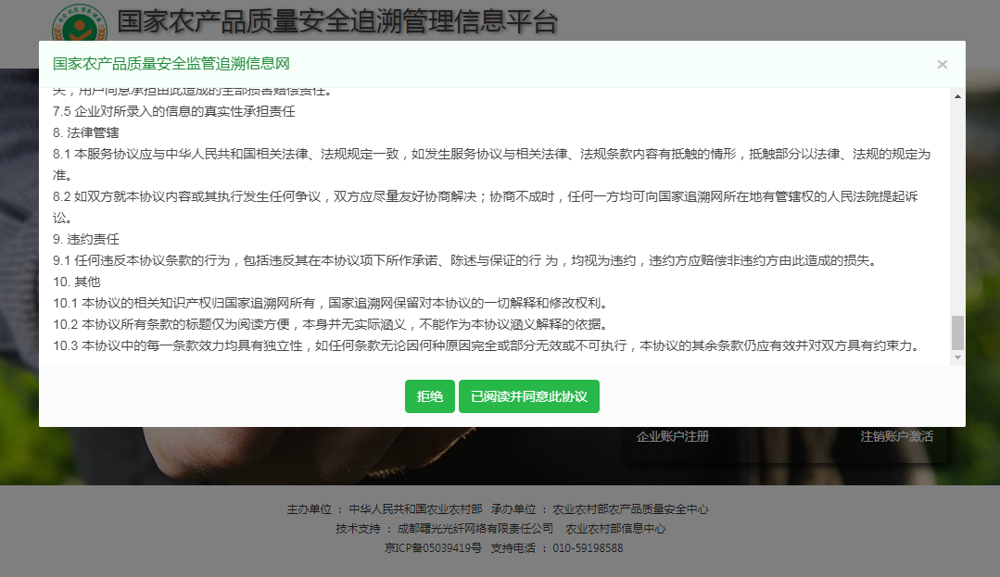 国家农产品质量安全追溯管理信息平台
国家农产品质量安全监管追溯信息网
×
失，用户同意承担由此造成的全部损害赔偿责任。
7.5 企业对所录入的信息的真实性承担责任
8. 法律管辖
8.1 本服务协议应与中华人民共和国相关法律、法规规定一致，如发生服务协议与相关法律、法规条款内容有抵触的情形，抵触部分以法律、法规的规定为
准。
8.2 如双方就本协议内容或其执行发生任何争议，双方应尽量友好协商解决；协商不成时，任何一方均可向国家追溯网所在地有管辖权的人民法院提起诉
讼。
9. 违约责任
9.1 任何违反本协议条款的行为，包括违反其在本协议项下所作承诺、陈述与保证的行 为，均视为违约，违约方应赔偿非违约方由此造成的损失。
10. 其他
10.1 本协议的相关知识产权归国家追溯网所有，国家追溯网保留对本协议的一切解释和修改权利。
10.2 本协议所有条款的标题仅为阅读方便，本身并无实际涵义，不能作为本协议涵义解释的依据。
10.3 本协议中的每一条款效力均具有独立性，如任何条款无论因何种原因完全或部分无效或不可执行，本协议的其余条款仍应有效并对双方具有约束力。
拒绝 已阅读并同意此协议
企业账户注册 注销账户激活
主办单位 ： 中华人民共和国农业农村部 承办单位 ： 农业农村部农产品质量安全中心
技术支持 ： 成都曙光光纤网络有限责任公司 农业农村部信息中心
京ICP备05039419号 支持电话 ： 010-59198588